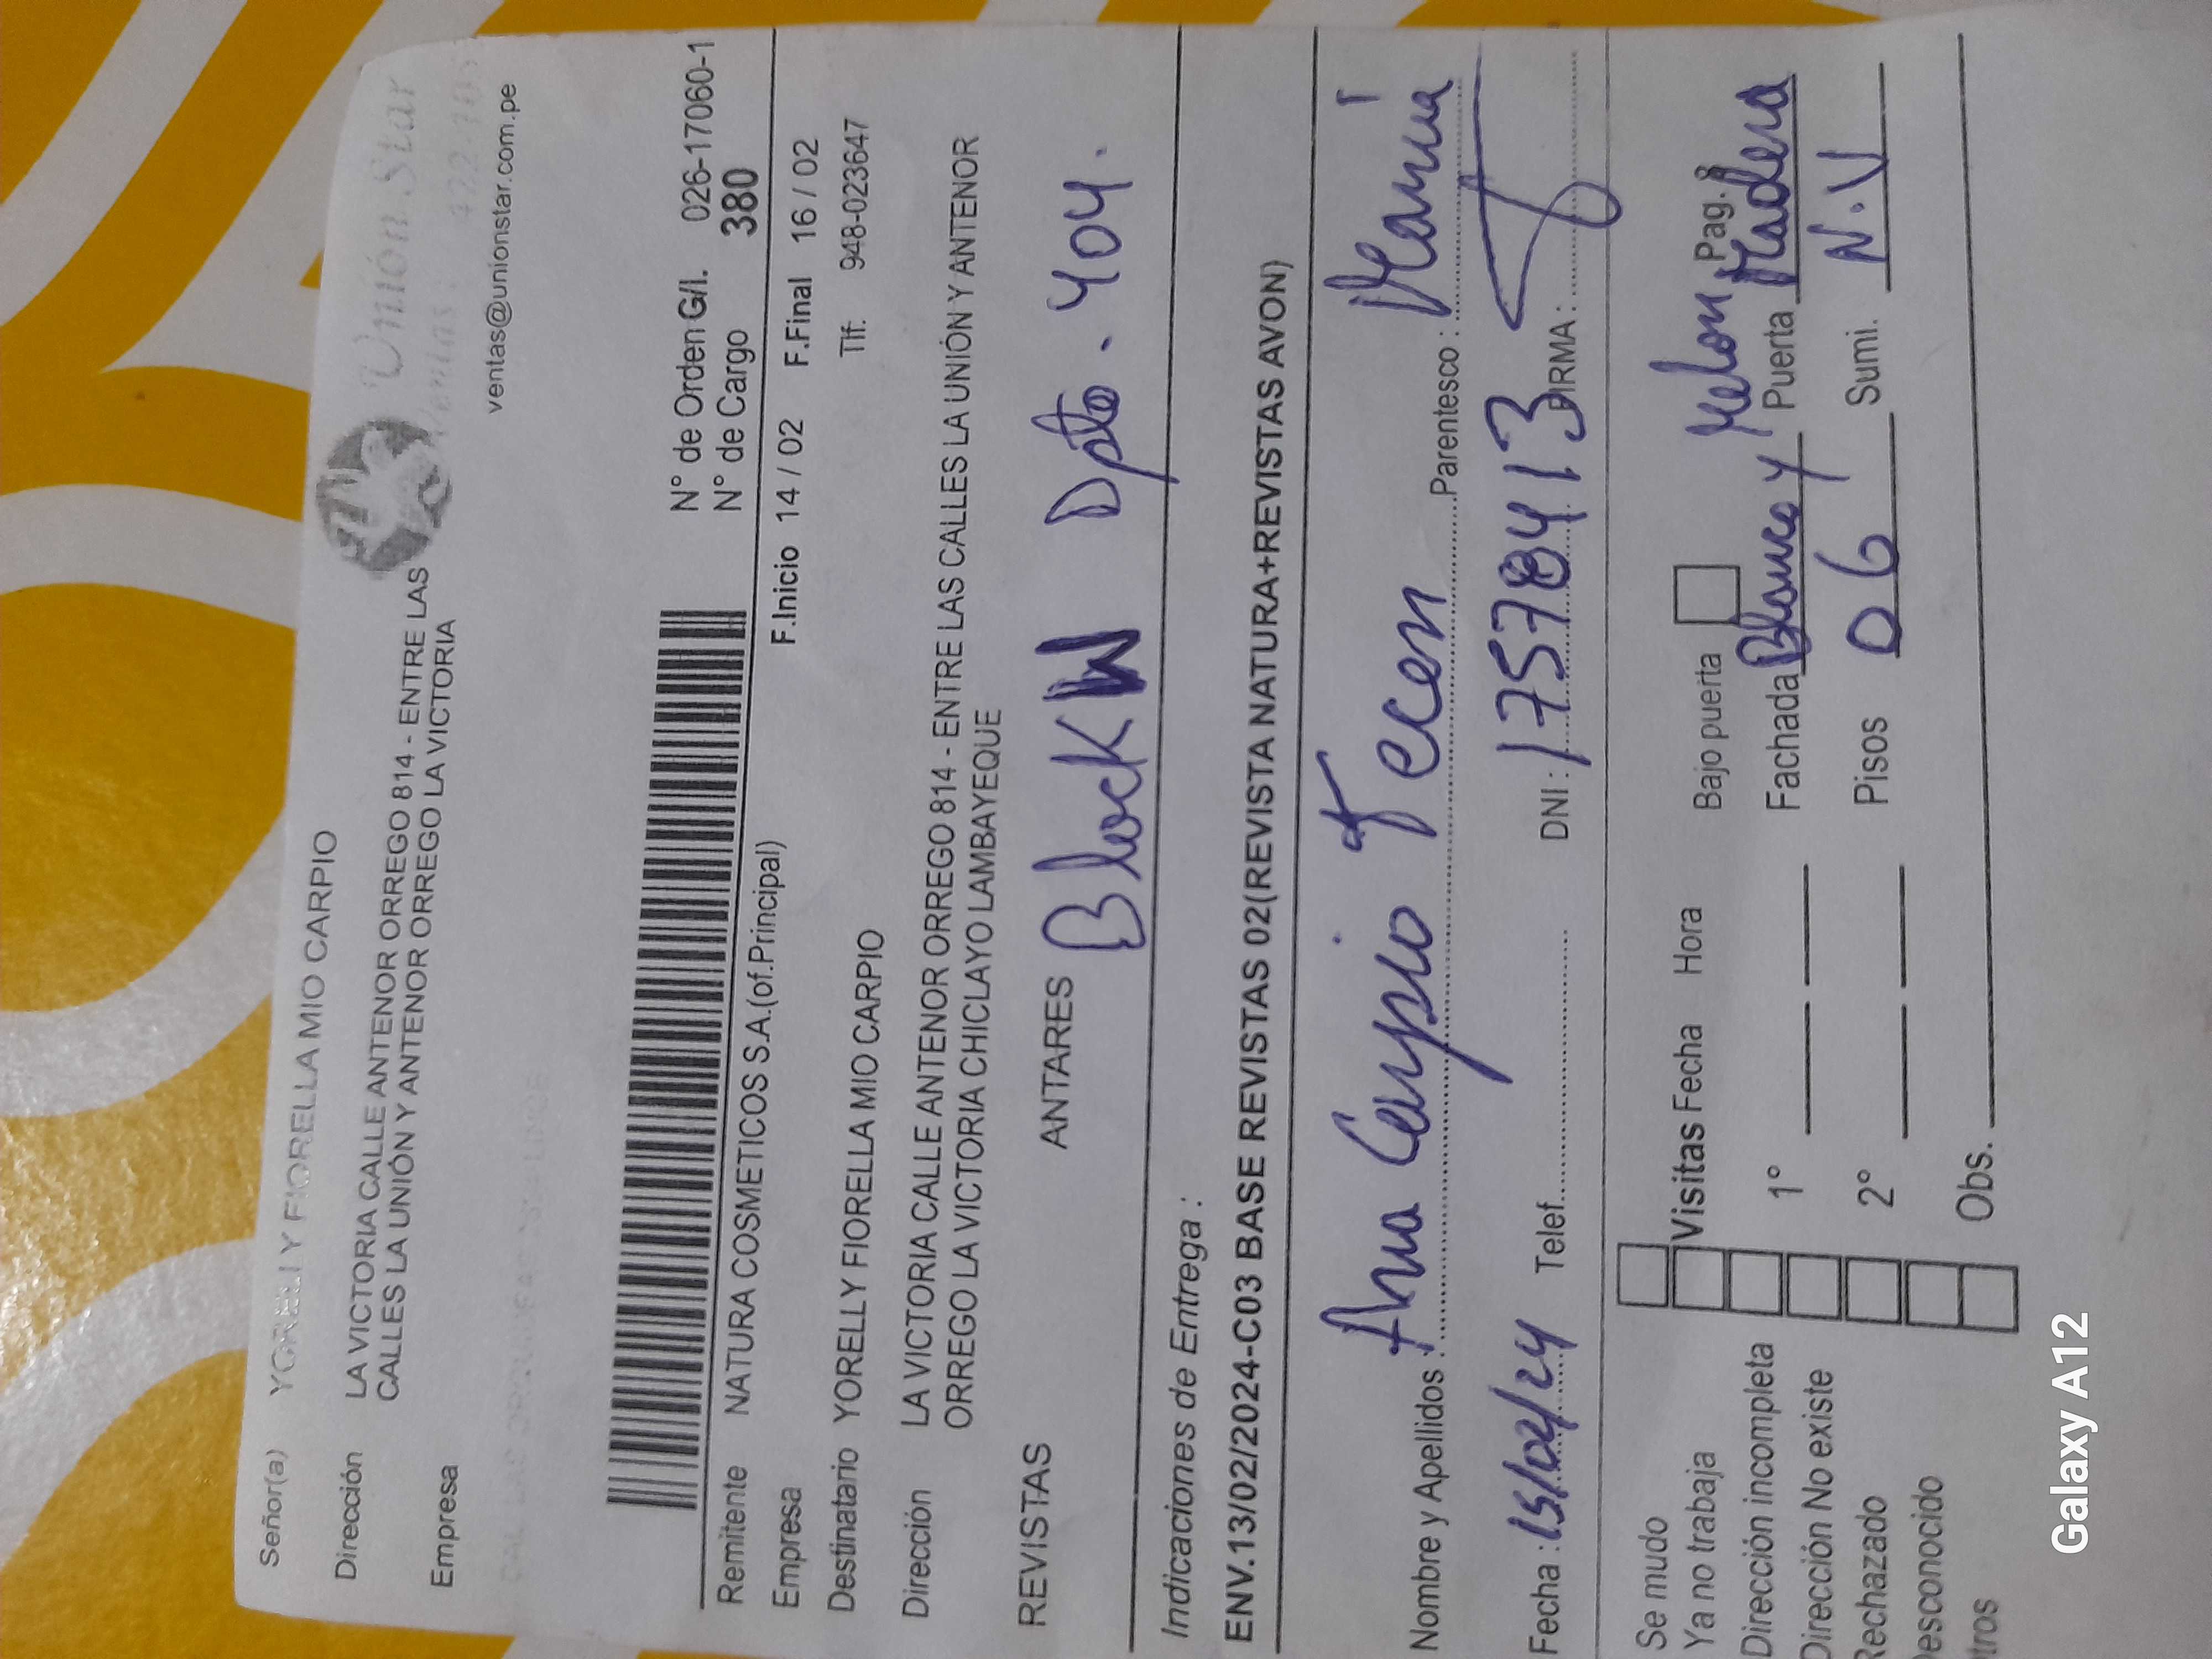 Señor(a) YORELLY FIORELLA MIO CARPIO
Unión Star
Dirección LA VICTORIA CALLE ANTENOR ORREGO 814 - ENTRE LAS
CALLES LA UNIÓN Y ANTENOR ORREGO LA VICTORIA
Empresa
ventas@unionstar.com.pe
N° de Orden G/I. 026-17060-1
N° de Cargo 380
Remitente NATURA COSMETICOS S.A.(of.Principal)
F.Inicio 14 / 02 F.Final 16 / 02
Empresa
Tlf: 948-023647
Destinatario YORELLY FIORELLA MIO CARPIO
Dirección LA VICTORIA CALLE ANTENOR ORREGO 814 - ENTRE LAS CALLES LA UNIÓN Y ANTENOR
ORREGO LA VICTORIA CHICLAYO LAMBAYEQUE
REVISTAS ANTARES Block W Dpto. 404.
Indicaciones de Entrega :
ENV.13/02/2024-C03 BASE REVISTAS 02(REVISTA NATURA+REVISTAS AVON)
Nombre y Apellidos : Ana Carpio Fecen Parentesco : Mamá
Fecha : 15/02/24 Telef. DNI : 17578413 FIRMA :
Se mudo
Ya no trabaja
Dirección incompleta
Dirección No existe
Rechazado
Desconocido
tros
Visitas Fecha Hora
1°
2°
Obs.
Bajo puerta Pag. 8
Fachada Blanco y Melon Puerta Madera
Pisos 06 Sumi. N.V
Galaxy A12